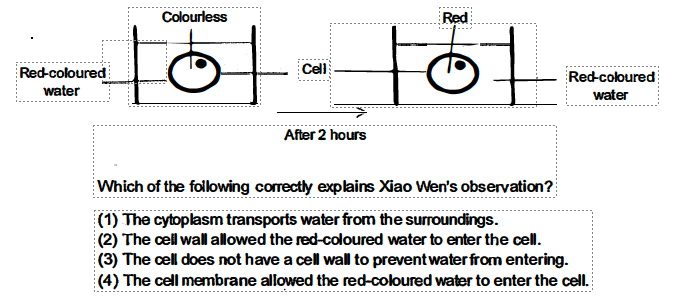 Colourless
Red
Red-coloured
water
Cell
Red-coloured
water
After 2 hours
Which of the following correctly explains Xiao Wen's observation?
(1) The cytoplasm transports water from the surroundings.
(2) The cell wall allowed the red-coloured water to enter the cell.
(3) The cell does not have a cell wall to prevent water from entering.
(4) The cell membrane allowed the red-coloured water to enter the cell.